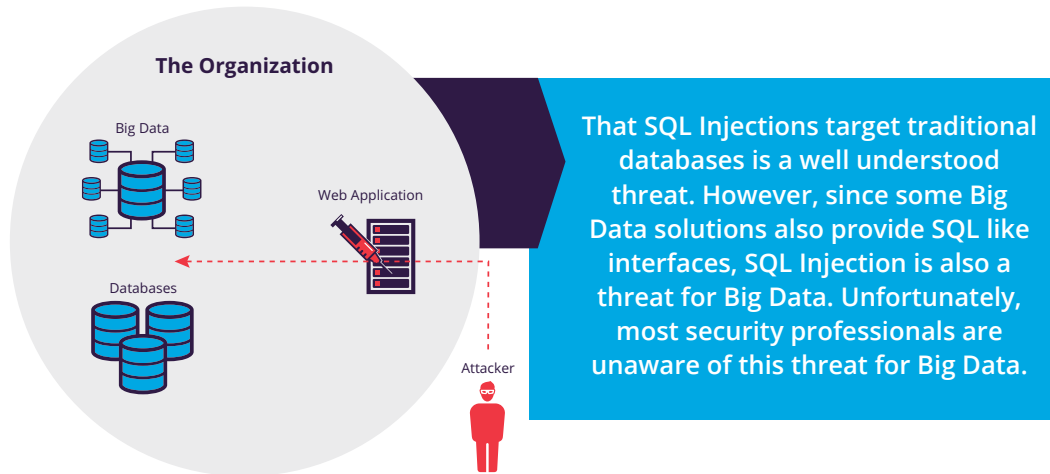 The Organization
Big Data
Web Application
Databases
Attacker
That SQL Injections target traditional
databases is a well understood
threat. However, since some Big
Data solutions also provide SQL like
interfaces, SQL Injection is also a
threat for Big Data. Unfortunately,
most security professionals are
unaware of this threat for Big Data.